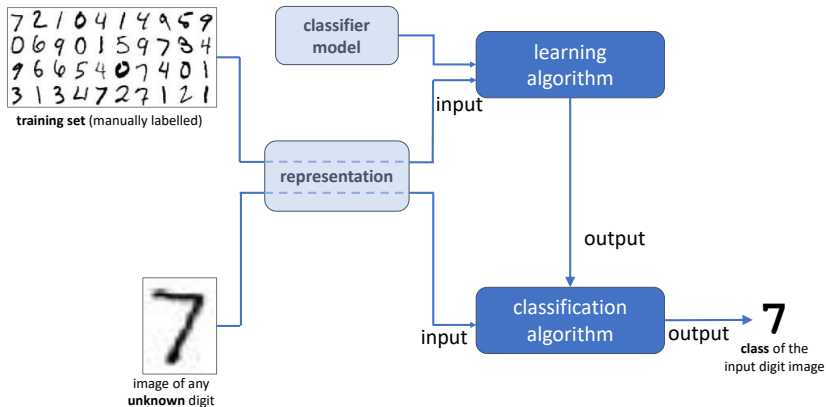 7 2 1 0 4 1 4 9 5 9
0 6 9 0 1 5 9 7 3 4
9 6 6 5 4 0 7 4 0 1
3 1 3 4 7 2 7 1 2 1
training set (manually labelled)
classifier
model
learning
algorithm
input
representation
output
7
image of any
unknown digit
input
classification
algorithm
output
7
class of the
input digit image